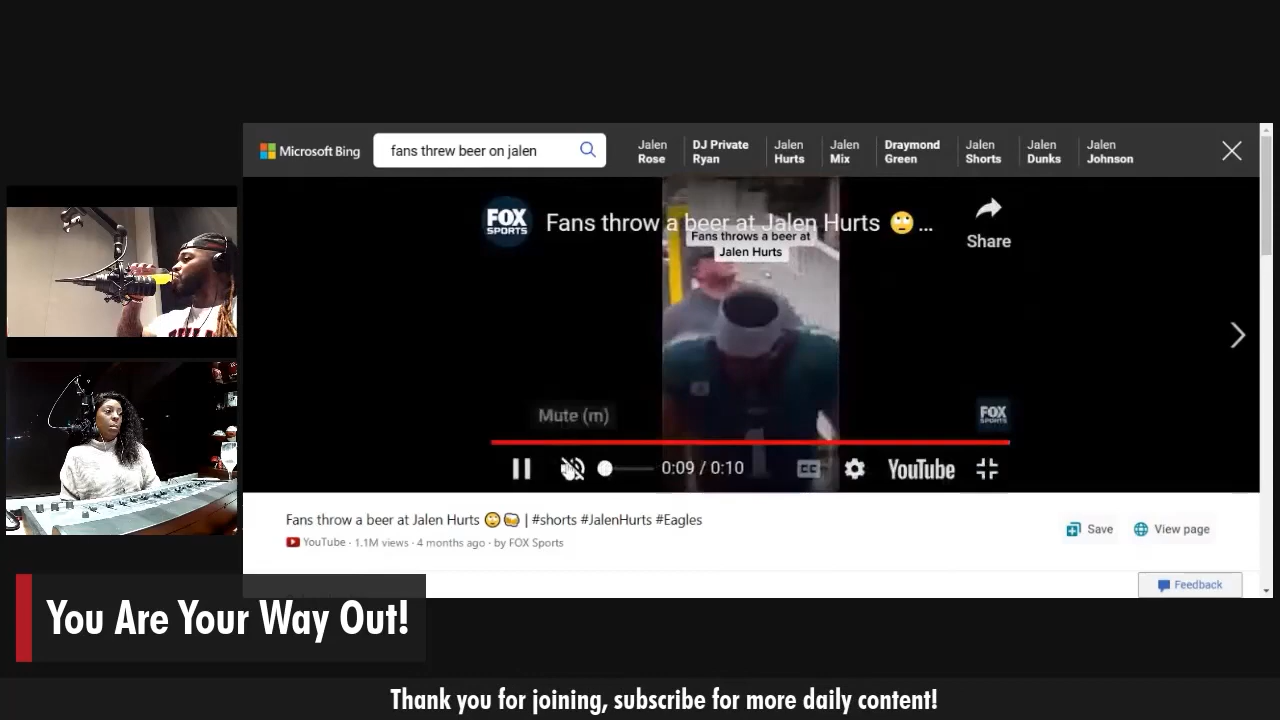 Microsoft Bing
fans threw beer on jalen
Jalen
Rose
DJ Private
Ryan
Jalen
Hurts
Jalen
Mix
Draymond
Green
Jalen
Shorts
Jalen
Dunks
Jalen
Johnson
FOX
SPORTS
Fans throw a beer at Jalen Hurts 🙄 ...
Share
Fans throws a beer at
Jalen Hurts
Mute (m)
FOX
SPORTS
0:09 / 0:10
CC
YouTube
Fans throw a beer at Jalen Hurts 🙄🍻 | #shorts #JalenHurts #Eagles
YouTube · 1.1M views · 4 months ago · by FOX Sports
Save
View page
Feedback
You Are Your Way Out!
Thank you for joining, subscribe for more daily content!